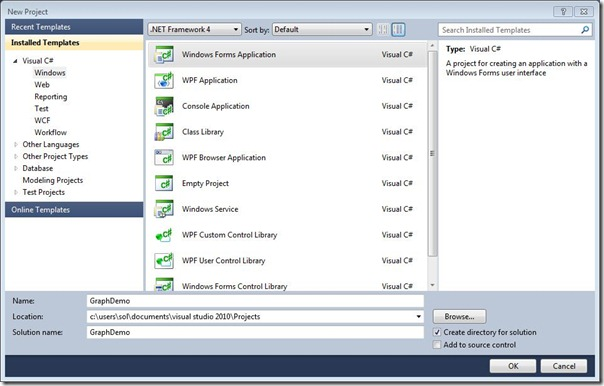 New Project
Recent Templates
.NET Framework 4 Sort by: Default
Search Installed Templates
Installed Templates
Visual C#
Windows
Web
Reporting
Test
WCF
Workflow
Other Languages
Other Project Types
Database
Modeling Projects
Test Projects
Online Templates
Windows Forms Application Visual C#
WPF Application Visual C#
Console Application Visual C#
Class Library Visual C#
WPF Browser Application Visual C#
Empty Project Visual C#
Windows Service Visual C#
WPF Custom Control Library Visual C#
WPF User Control Library Visual C#
Windows Forms Control Library Visual C#
Type: Visual C#
A project for creating an application with a
Windows Forms user interface
Name: GraphDemo
Location: c:\users\sol\documents\visual studio 2010\Projects Browse...
Solution name: GraphDemo
Create directory for solution
Add to source control
OK Cancel